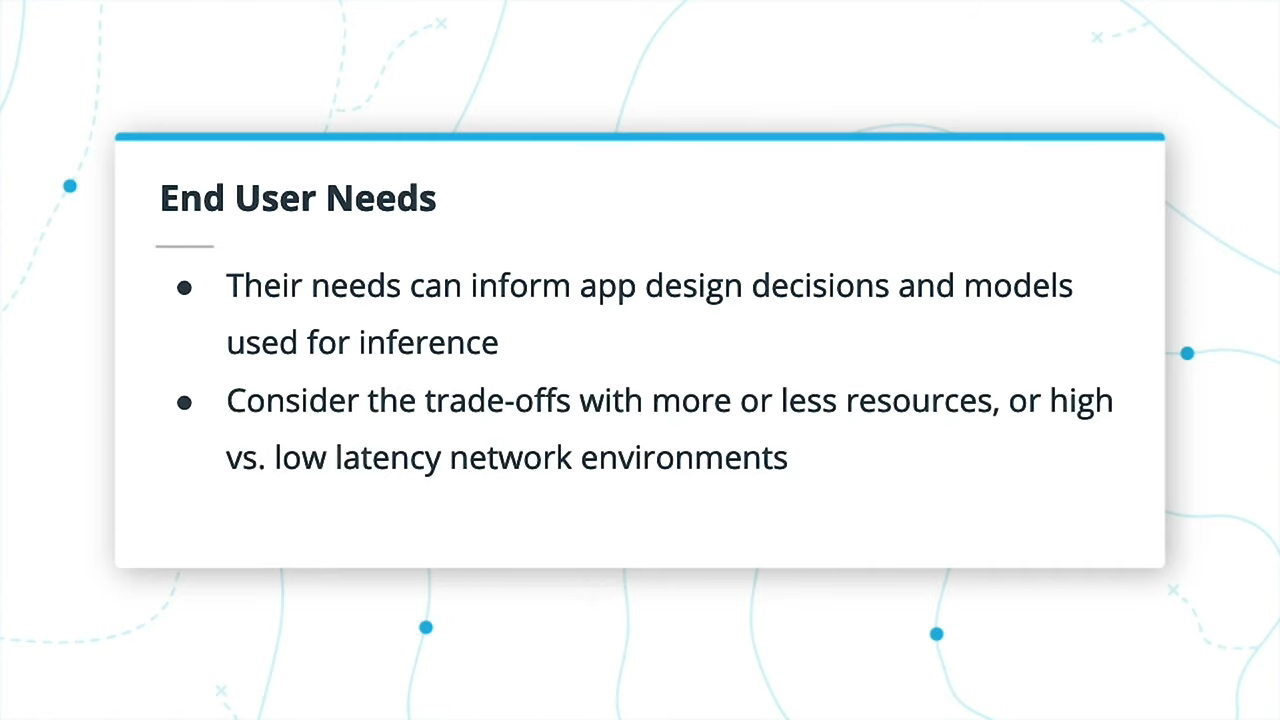 End User Needs
● Their needs can inform app design decisions and models
used for inference
● Consider the trade-offs with more or less resources, or high
vs. low latency network environments